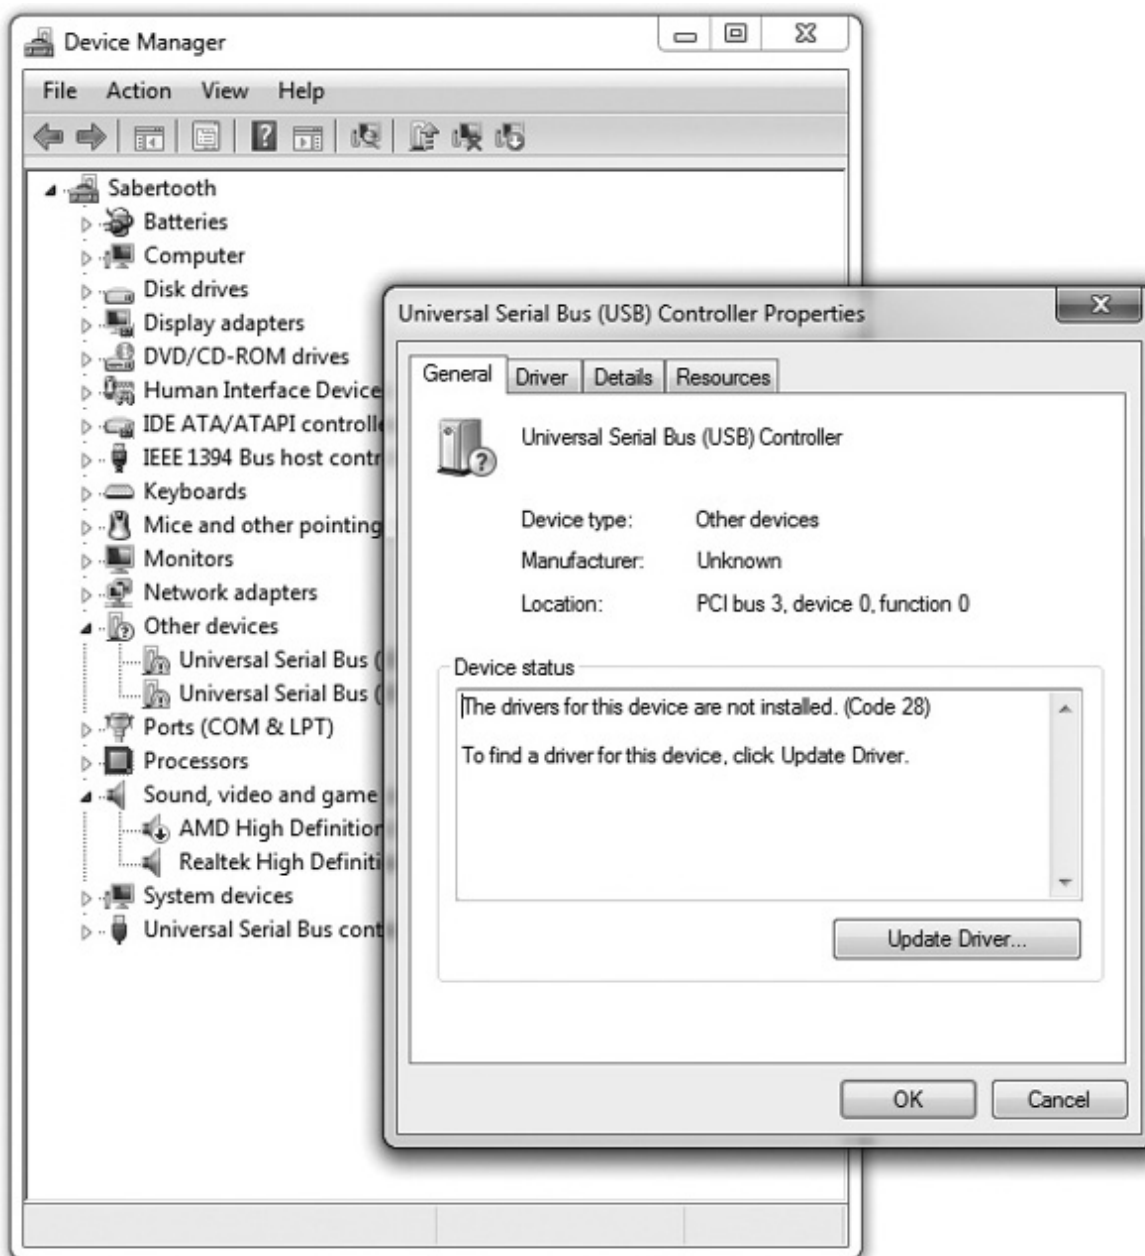 Device Manager
File Action View Help
Sabertooth
Batteries
Computer
Disk drives
Display adapters
DVD/CD-ROM drives
Human Interface Device
IDE ATA/ATAPI controlle
IEEE 1394 Bus host contr
Keyboards
Mice and other pointing
Monitors
Network adapters
Other devices
Universal Serial Bus (
Universal Serial Bus (
Ports (COM & LPT)
Processors
Sound, video and game
AMD High Definition
Realtek High Definiti
System devices
Universal Serial Bus cont
Universal Serial Bus (USB) Controller Properties
General Driver Details Resources
Universal Serial Bus (USB) Controller
Device type: Other devices
Manufacturer: Unknown
Location: PCI bus 3, device 0, function 0
Device status
The drivers for this device are not installed. (Code 28)
To find a driver for this device, click Update Driver.
Update Driver...
OK Cancel